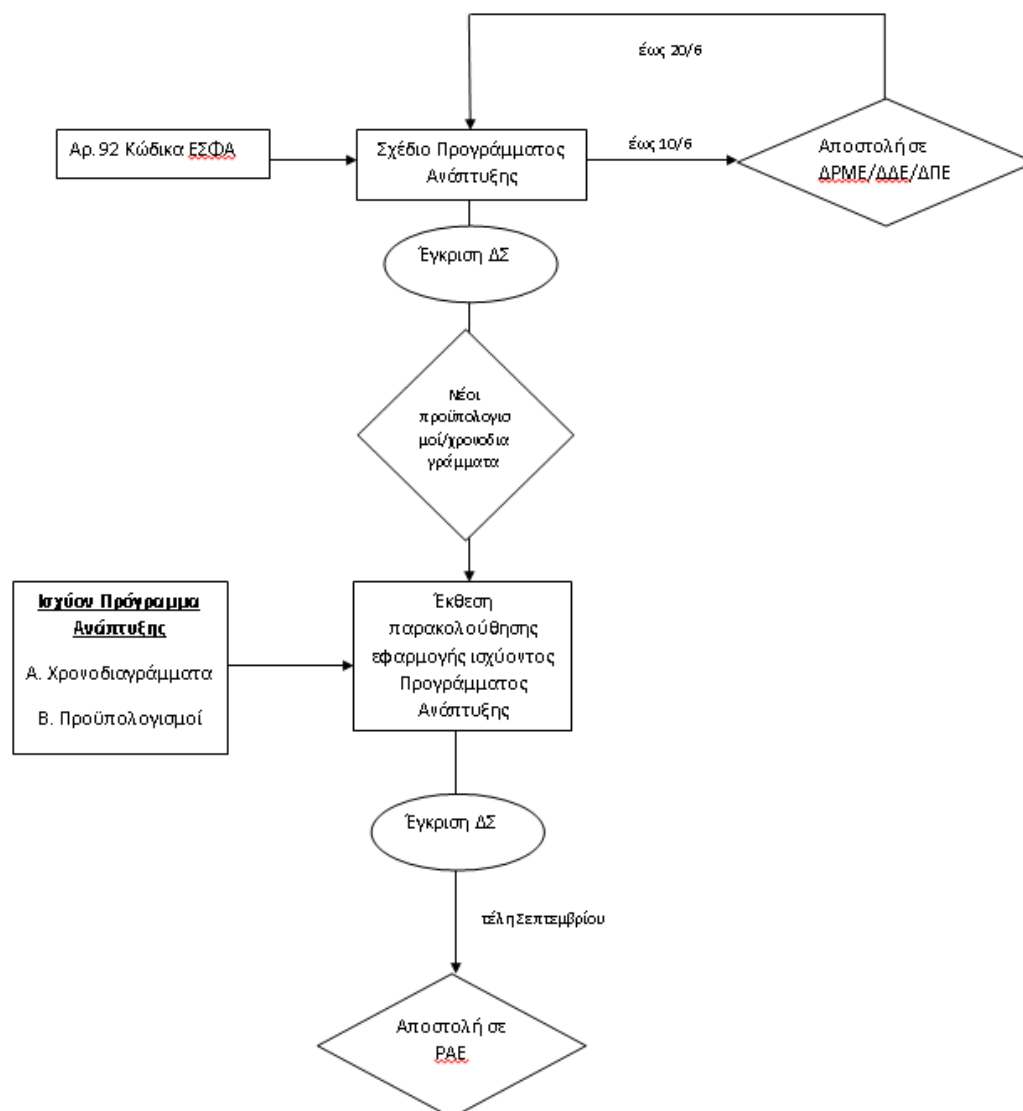 έως 20/6
Αρ. 92 Κώδικα ΕΣΦΑ
Σχέδιο Προγράμματος
Ανάπτυξης
έως 10/6
Αποστολή σε
ΔΡΜΕ/ΔΔΕ/ΔΠΕ
Έγκριση ΔΣ
Νέοι
προϋπολογισ
μοί/χρονοδια
γράμματα
Ισχύον Πρόγραμμα
Ανάπτυξης
Α. Χρονοδιαγράμματα
Β. Προϋπολογισμοί
Έκθεση
παρακολούθησης
εφαρμογής ισχύοντος
Προγράμματος
Ανάπτυξης
Έγκριση ΔΣ
τέλη Σεπτεμβρίου
Αποστολή σε
ΡΑΕ